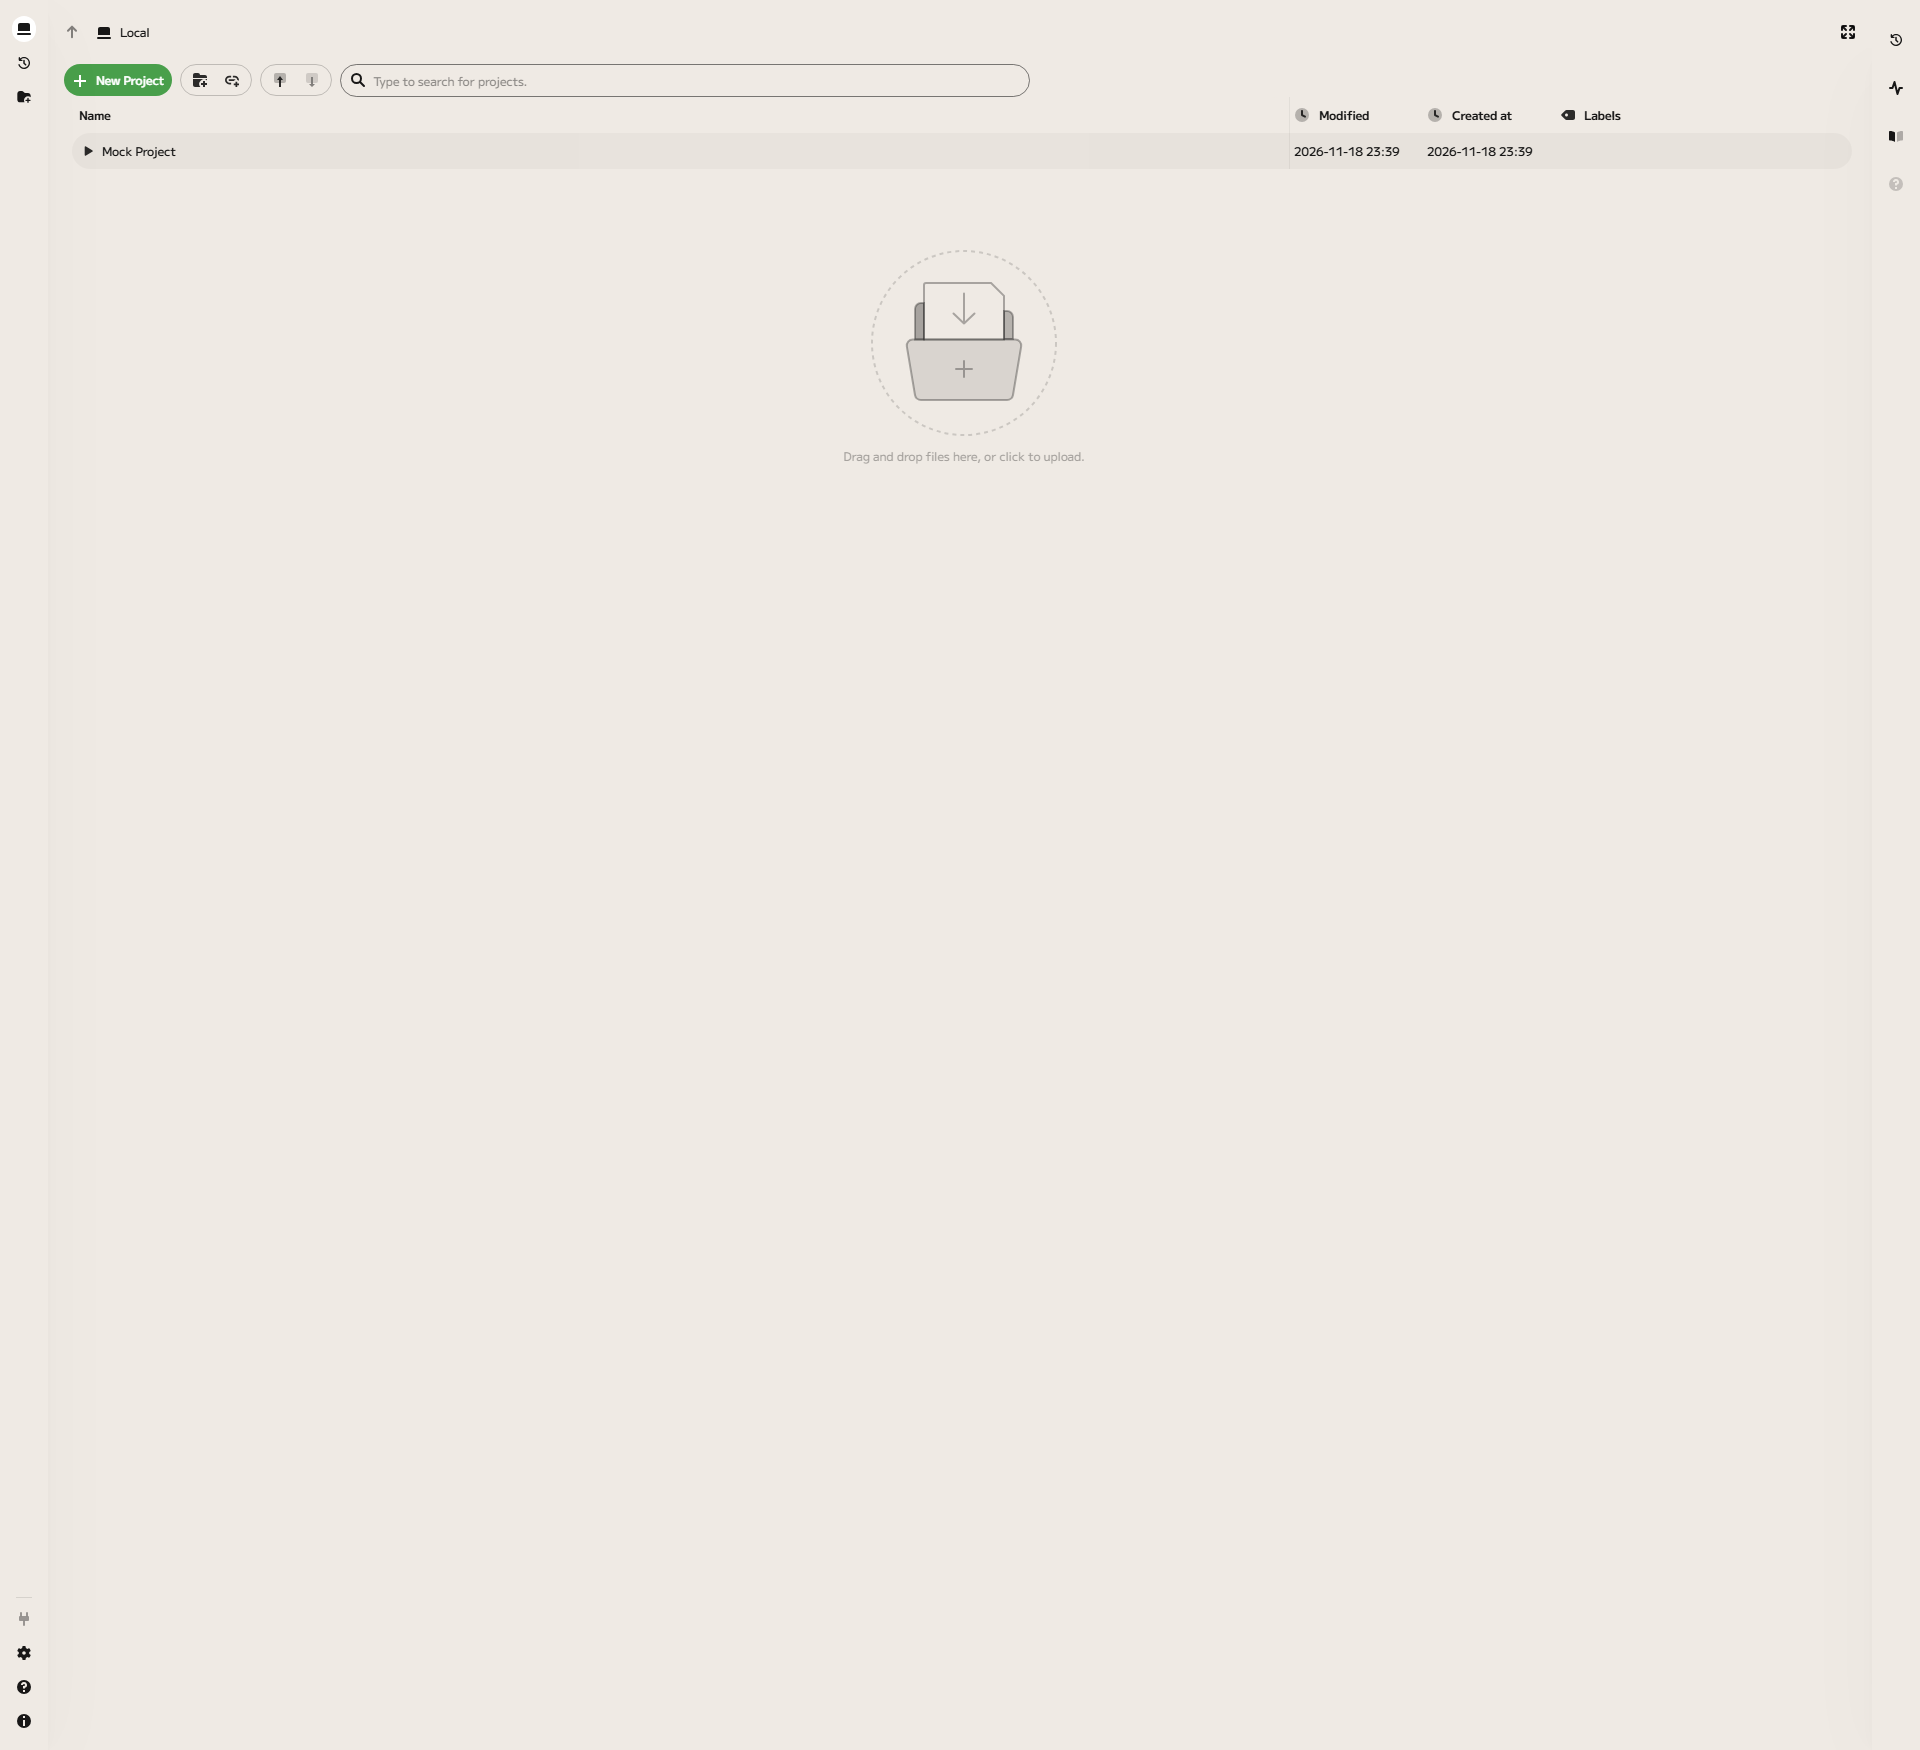 Local
New Project
Type to search for projects.
Name Modified Created at Labels
Mock Project 2026-11-18 23:39 2026-11-18 23:39
Drag and drop files here, or click to upload.